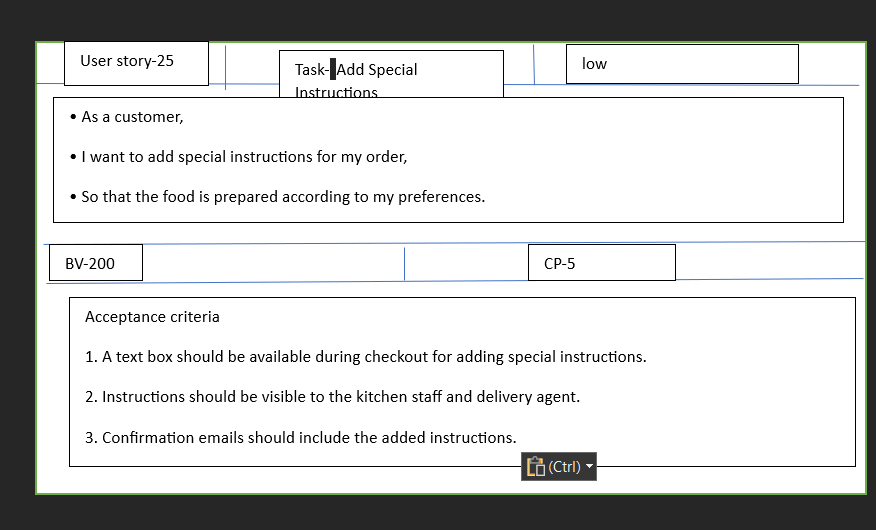 User story-25
Task- Add Special
Instructions
low
• As a customer,
• I want to add special instructions for my order,
• So that the food is prepared according to my preferences.
BV-200
CP-5
Acceptance criteria
1. A text box should be available during checkout for adding special instructions.
2. Instructions should be visible to the kitchen staff and delivery agent.
3. Confirmation emails should include the added instructions.
(Ctrl)